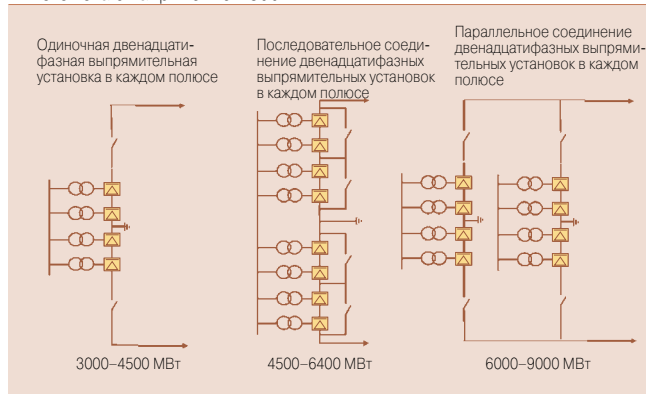 Одиночная двенадцати-
фазная выпрямительная
установка в каждом полюсе
Последовательное соеди-
нение двенадцатифазных
выпрямительных установок
в каждом полюсе
Параллельное соединение
двенадцатифазных выпрями-
тельных установок в каждом
полюсе
3000–4500 МВт
4500–6400 МВт
6000–9000 МВт